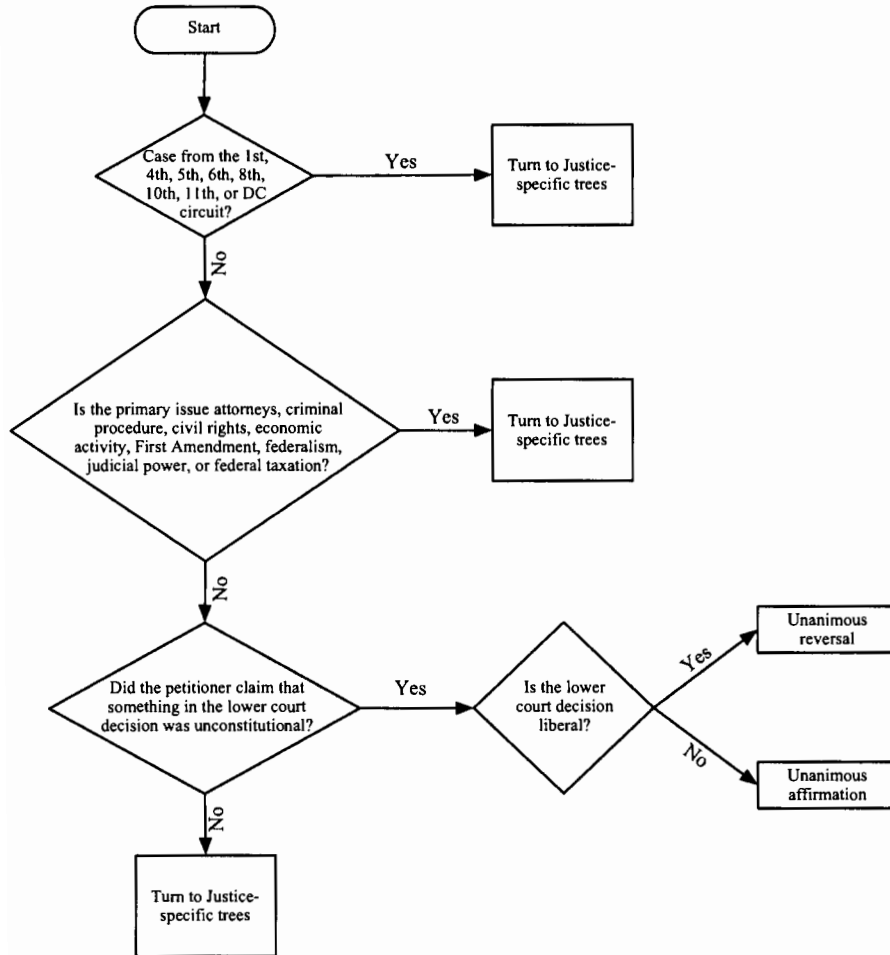 Start
Case from the 1st,
4th, 5th, 6th, 8th,
10th, 11th, or DC
circuit?
Yes
Turn to Justice-
specific trees
No
Is the primary issue attorneys, criminal
procedure, civil rights, economic
activity, First Amendment, federalism,
judicial power, or federal taxation?
Yes
Turn to Justice-
specific trees
No
Did the petitioner claim that
something in the lower court
decision was unconstitutional?
Yes
Is the lower
court decision
liberal?
Yes
Unanimous
reversal
No
Unanimous
affirmation
No
Turn to Justice-
specific trees